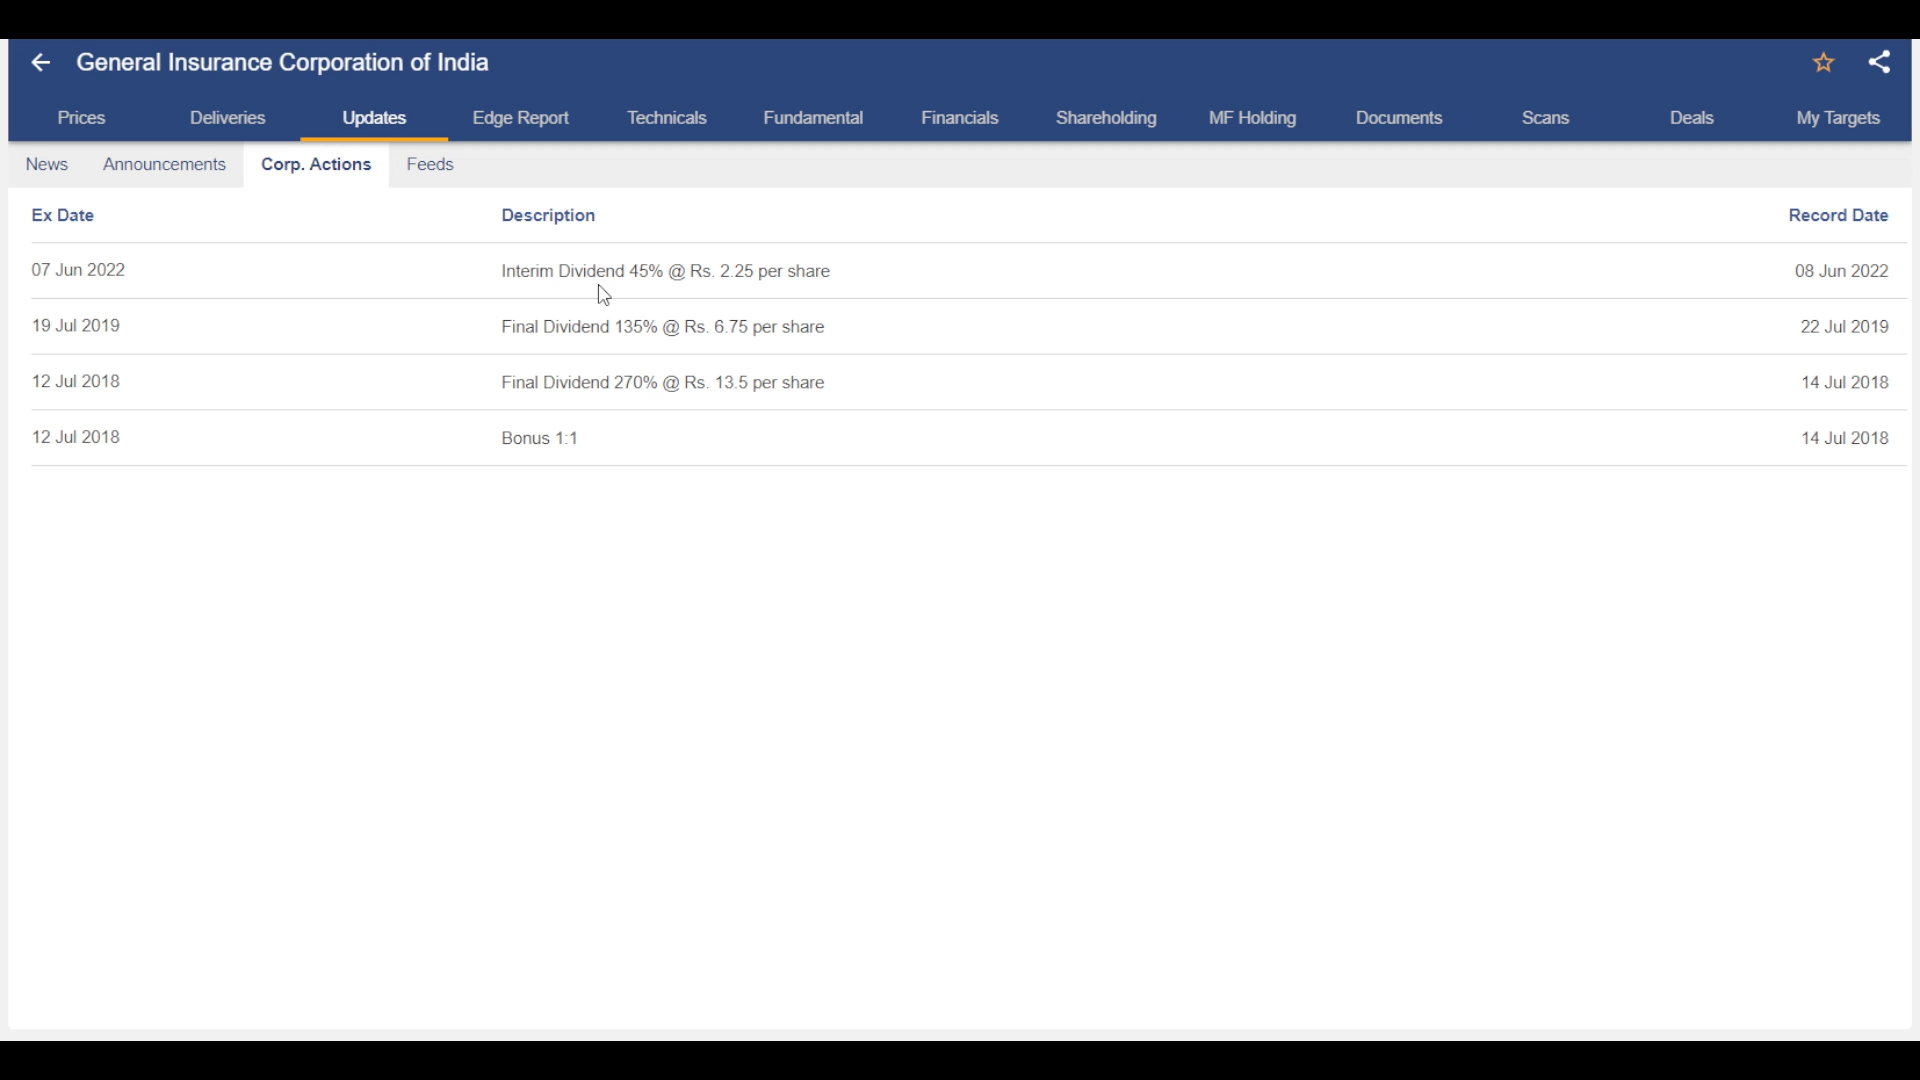 General Insurance Corporation of India
Prices Deliveries Updates Edge Report Technicals Fundamental Financials Shareholding MF Holding Documents Scans Deals My Targets
News Announcements Corp. Actions Feeds
Ex Date Description Record Date
07 Jun 2022 Interim Dividend 45% @ Rs. 2.25 per share 08 Jun 2022
19 Jul 2019 Final Dividend 135% @ Rs. 6.75 per share 22 Jul 2019
12 Jul 2018 Final Dividend 270% @ Rs. 13.5 per share 14 Jul 2018
12 Jul 2018 Bonus 1:1 14 Jul 2018